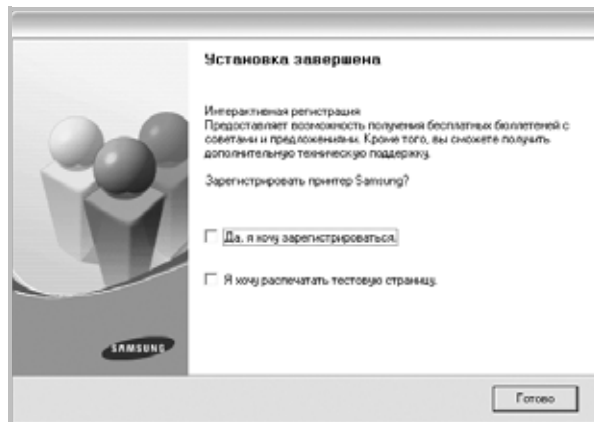 Установка завершена
Интерактивная регистрация
Предоставляет возможность получения бесплатных бюллетеней с
советами и предложениями. Кроме того, вы сможете получить
дополнительную техническую поддержку.
Зарегистрировать принтер Samsung?
Да, я хочу зарегистрироваться.
Я хочу распечатать тестовую страницу.
SAMSUNG
Готово